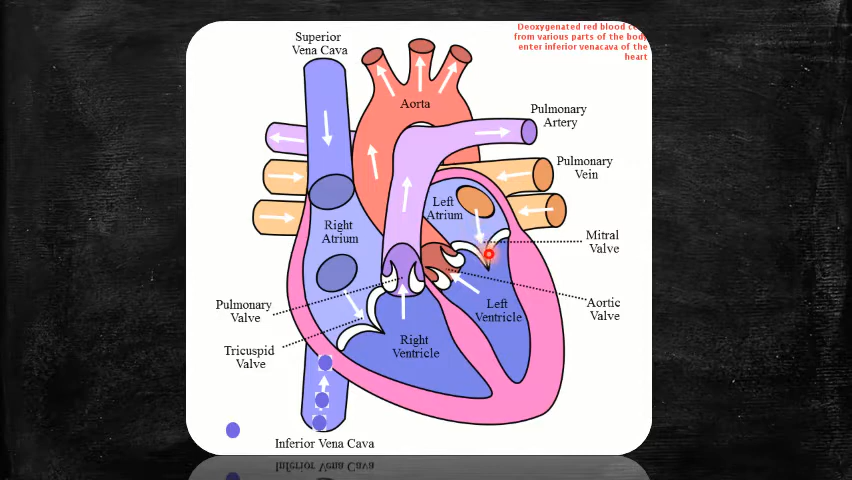 Deoxygenated red blood
from various parts of the body
enter inferior venacava of the
heart
Superior
Vena Cava
Aorta
Pulmonary
Artery
Pulmonary
Vein
Left
Atrium
Right
Atrium
Mitral
Valve
Pulmonary
Valve
Left
Ventricle
Aortic
Valve
Tricuspid
Valve
Right
Ventricle
Inferior Vena Cava